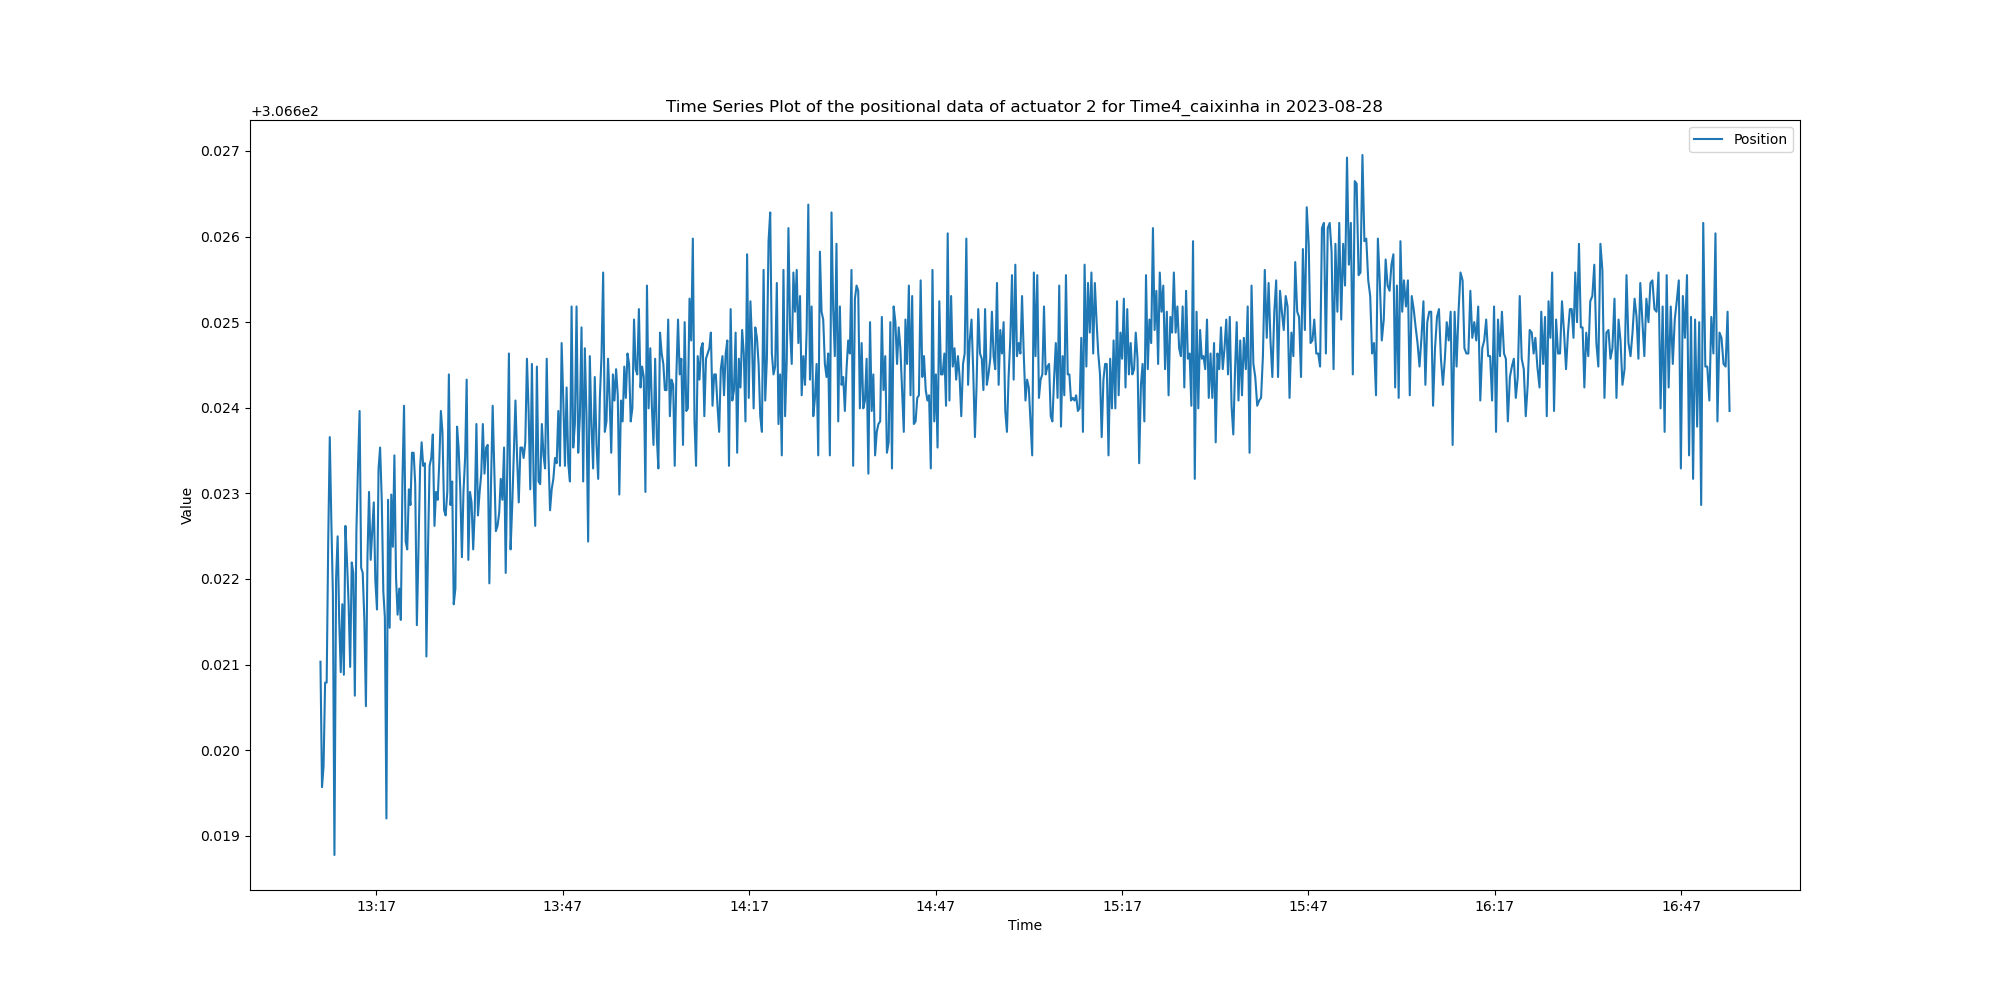 Time Series Plot of the positional data of actuator 2 for Time4_caixinha in 2023-08-28
+3.066e2
Position
0.027
0.026
0.025
0.024
0.023
0.022
0.021
0.020
0.019
Value
13:17 13:47 14:17 14:47 15:17 15:47 16:17 16:47
Time